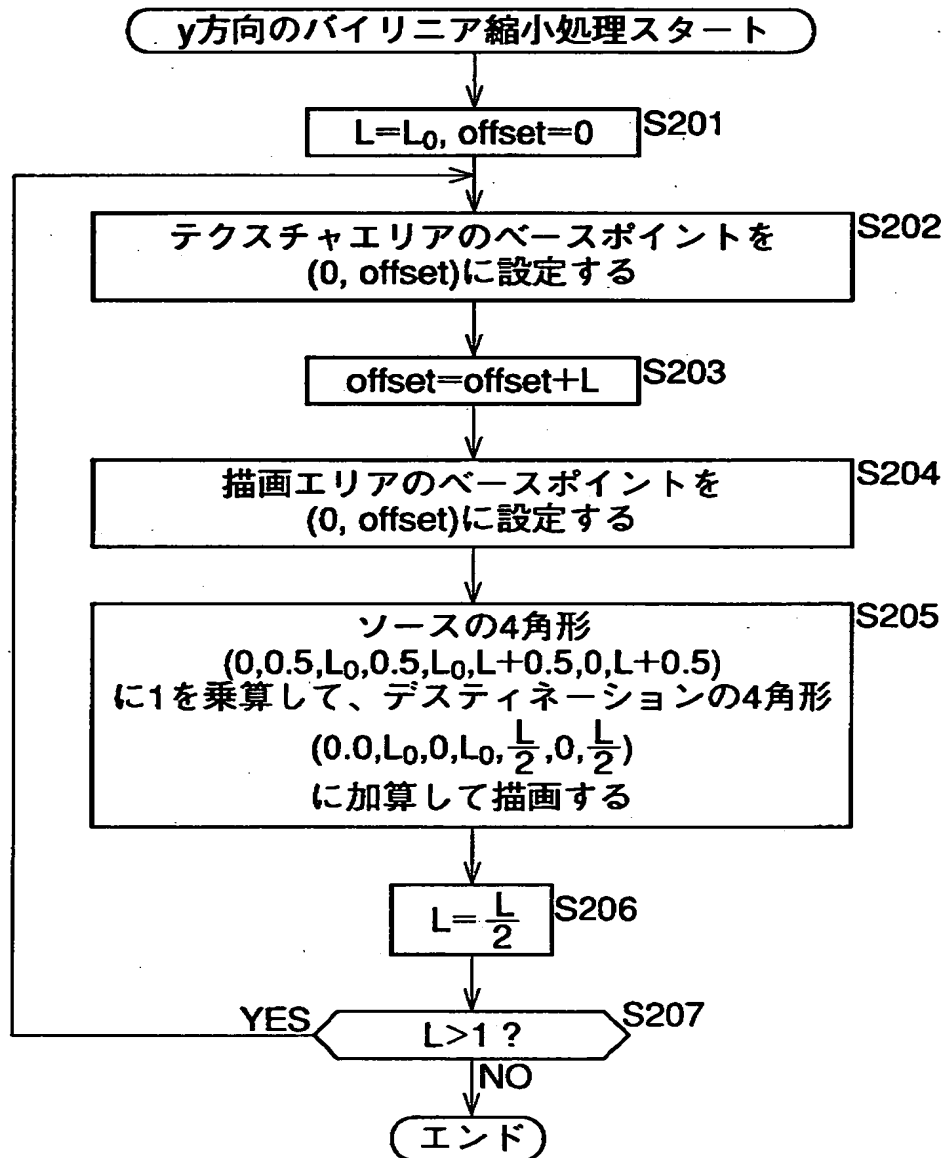 y方向のバイリニア縮小処理スタート
L=L₀, offset=0
S201
テクスチャエリアのベースポイントを
(0, offset)に設定する
S202
offset=offset+L
S203
描画エリアのベースポイントを
(0, offset)に設定する
S204
ソースの4角形
(0,0.5,L₀,0.5,L₀,L+0.5,0,L+0.5)
に1を乗算して、デスティネーションの4角形
(0.0,L₀,0,L₀,L/2,0,L/2)
に加算して描画する
S205
L=L/2
S206
L>1 ?
S207
YES
NO
エンド